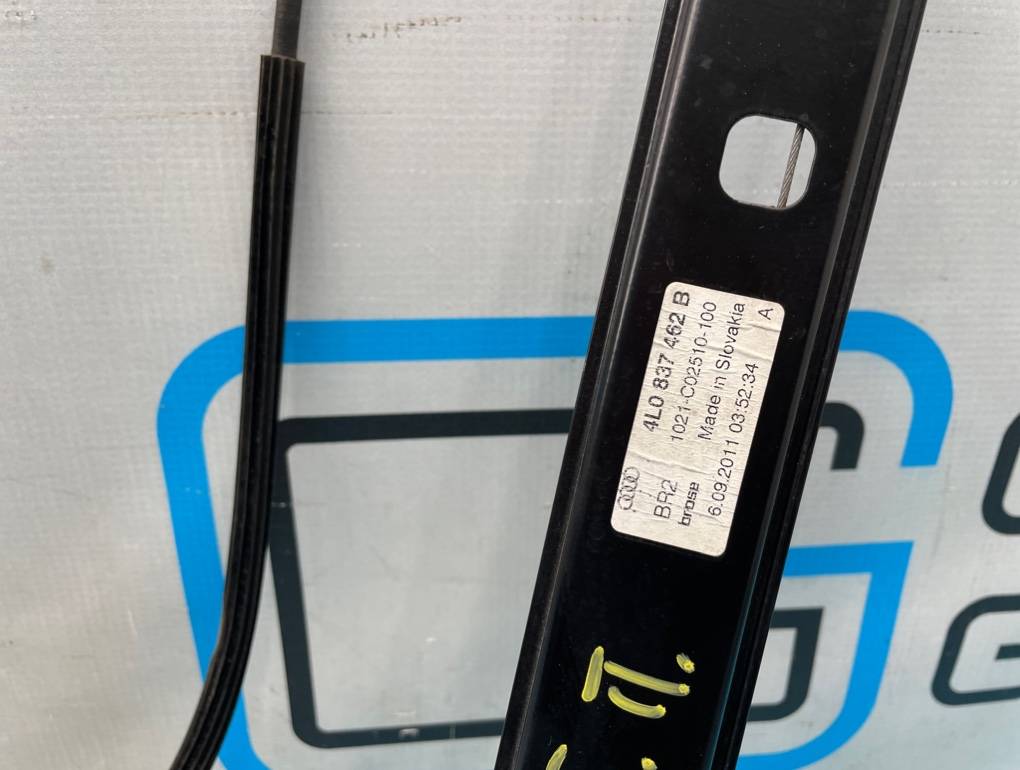 4L0 837 462 B
BR2 1021-C02510-100
brose Made in Slovakia
6.09.2011 03:52:34 A
П.